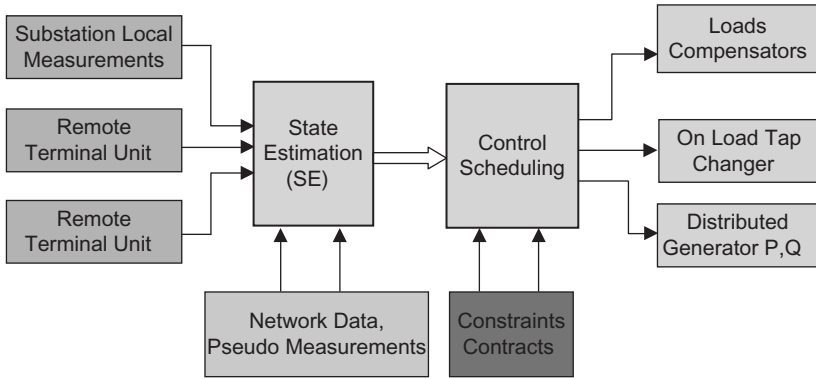 Substation Local
Measurements
Remote
Terminal Unit
Remote
Terminal Unit
State
Estimation
(SE)
Network Data,
Pseudo Measurements
Control
Scheduling
Constraints
Contracts
Loads
Compensators
On Load Tap
Changer
Distributed
Generator P,Q